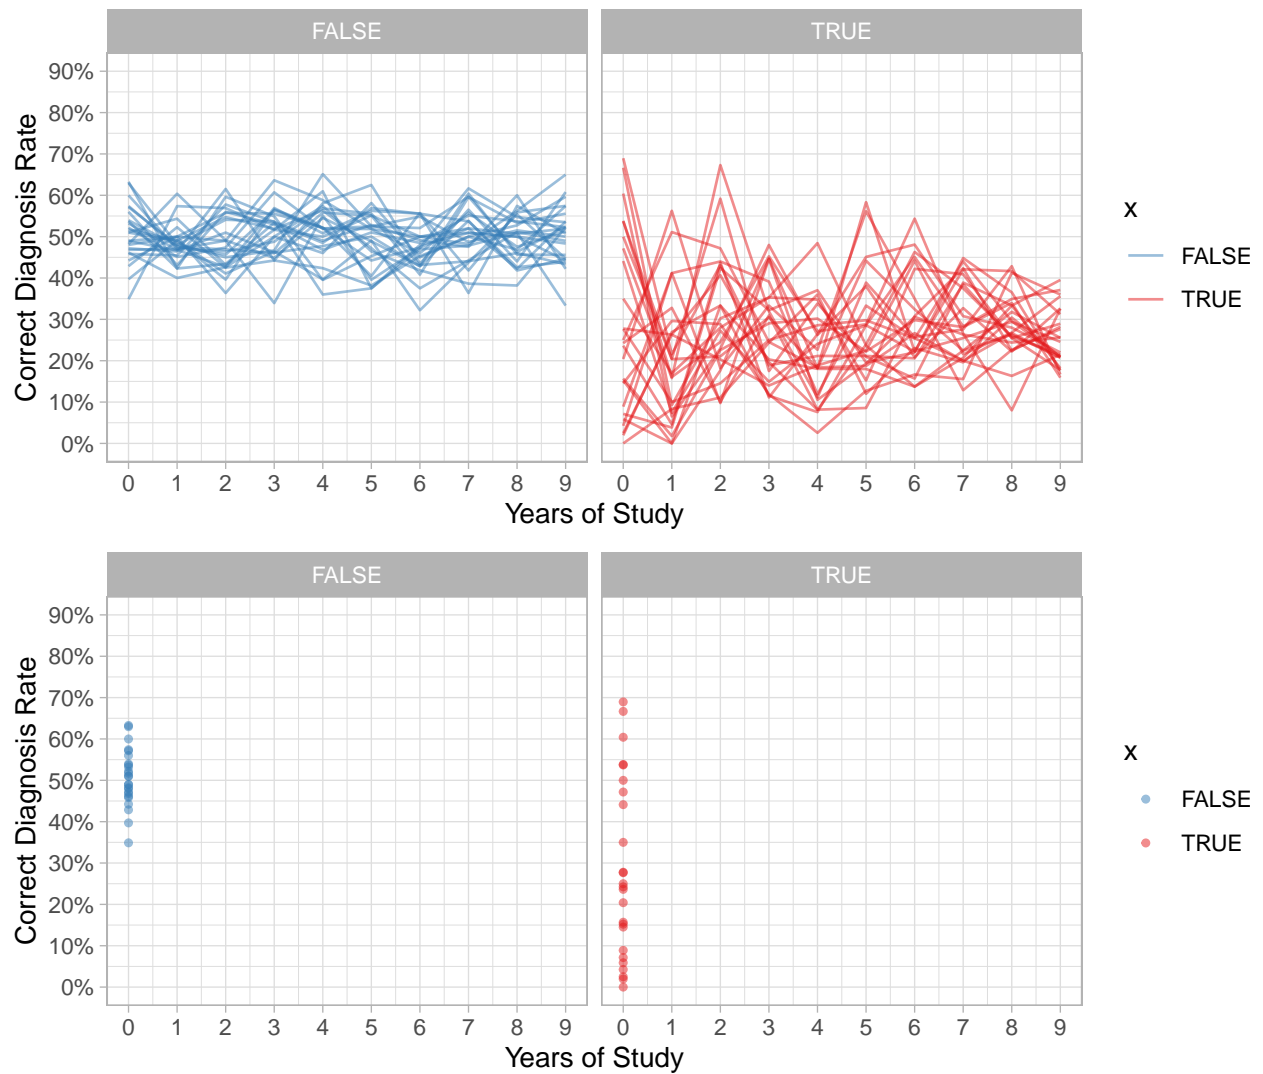 FALSE TRUE
90%
80%
70%
60%
50%
40%
30%
20%
10%
0%
Correct Diagnosis Rate
0 1 2 3 4 5 6 7 8 9 0 1 2 3 4 5 6 7 8 9
Years of Study
x
FALSE
TRUE
FALSE TRUE
90%
80%
70%
60%
50%
40%
30%
20%
10%
0%
Correct Diagnosis Rate
0 1 2 3 4 5 6 7 8 9 0 1 2 3 4 5 6 7 8 9
Years of Study
x
FALSE
TRUE